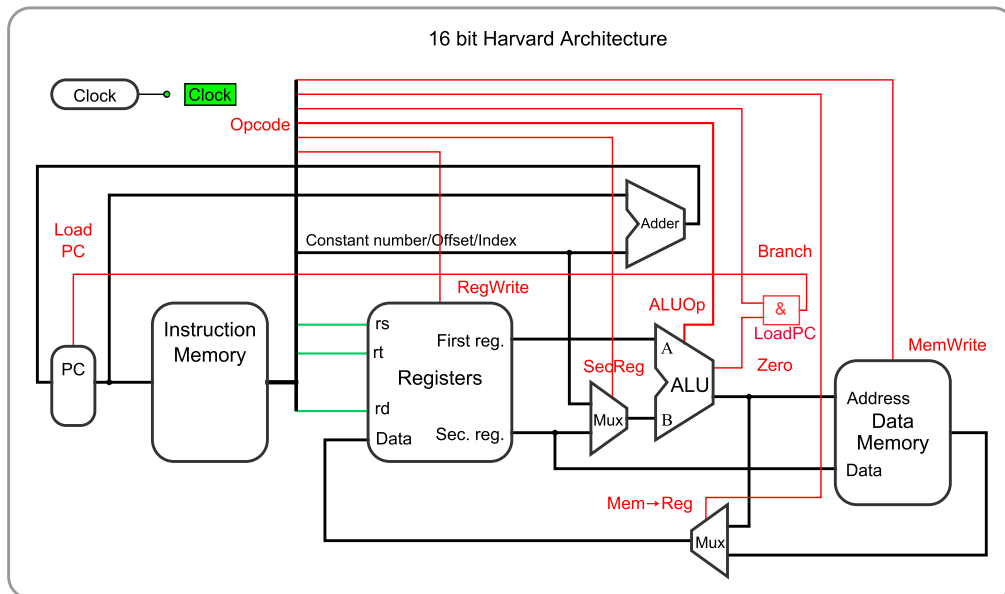 16 bit Harvard Architecture
Clock
Clock
Opcode
Adder
Load
PC
Constant number/Offset/Index
Branch
RegWrite
ALUOp
&
LoadPC
Instruction
Memory
rs
First reg.
rt
Registers
rd
Data
Sec. reg.
PC
A
SecReg
ALU
Zero
MemWrite
Mux
B
Address
Data
Memory
Data
Mem→Reg
Mux